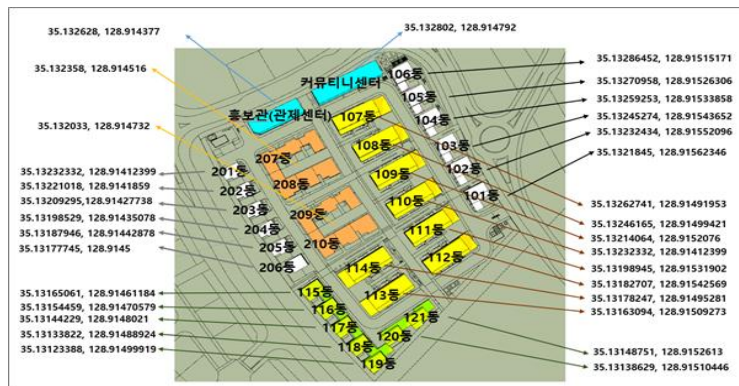 35.132628, 128.914377
35.132802, 128.914792
35.132358, 128.914516
35.132033, 128.914732
35.13286452, 128.91515171
35.13270958, 128.91526306
35.13259253, 128.91533858
35.13245274, 128.91543652
35.13232434, 128.91552096
35.1321845, 128.91562346
커뮤티니센터
홍보관(관제센터)
106동
105동
104동
103동
102동
101동
107동
108동
109동
110동
111동
112동
207동
208동
209동
210동
201동
202동
203동
204동
205동
206동
114동
113동
115동
116동
117동
118동
119동
120동
121동
35.13232332, 128.91412399
35.13221018, 128.9141859
35.13209295,128.91427738
35.13198529, 128.91435078
35.13187946, 128.91442878
35.13177745, 128.9145
35.13262741, 128.91491953
35.13246165, 128.91499421
35.13214064, 128.9152076
35.13232332, 128.91412399
35.13198945, 128.91531902
35.13182707, 128.91542569
35.13178247, 128.91495281
35.13163094, 128.91509273
35.13165061, 128.91461184
35.13154459, 128.91470579
35.13144229, 128.9148021
35.13133822, 128.91488924
35.13123388, 128.91499919
35.13148751, 128.9152613
35.13138629, 128.91510446